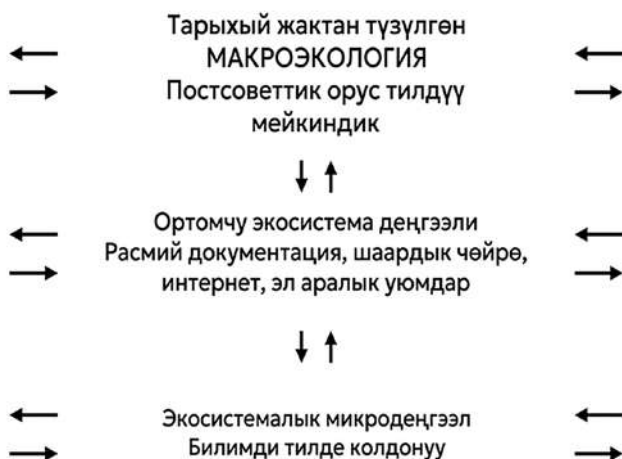 Тарыхый жактан түзүлгөн
МАКРОЭКОЛОГИЯ
Постсоветтик орус тилдүү
мейкиндик
Ортомчу экосистема деңгээли
Расмий документация, шаардык чөйрө,
интернет, эл аралык уюмдар
Экосистемалык микродеңгээл
Билимди тилде колдонуу